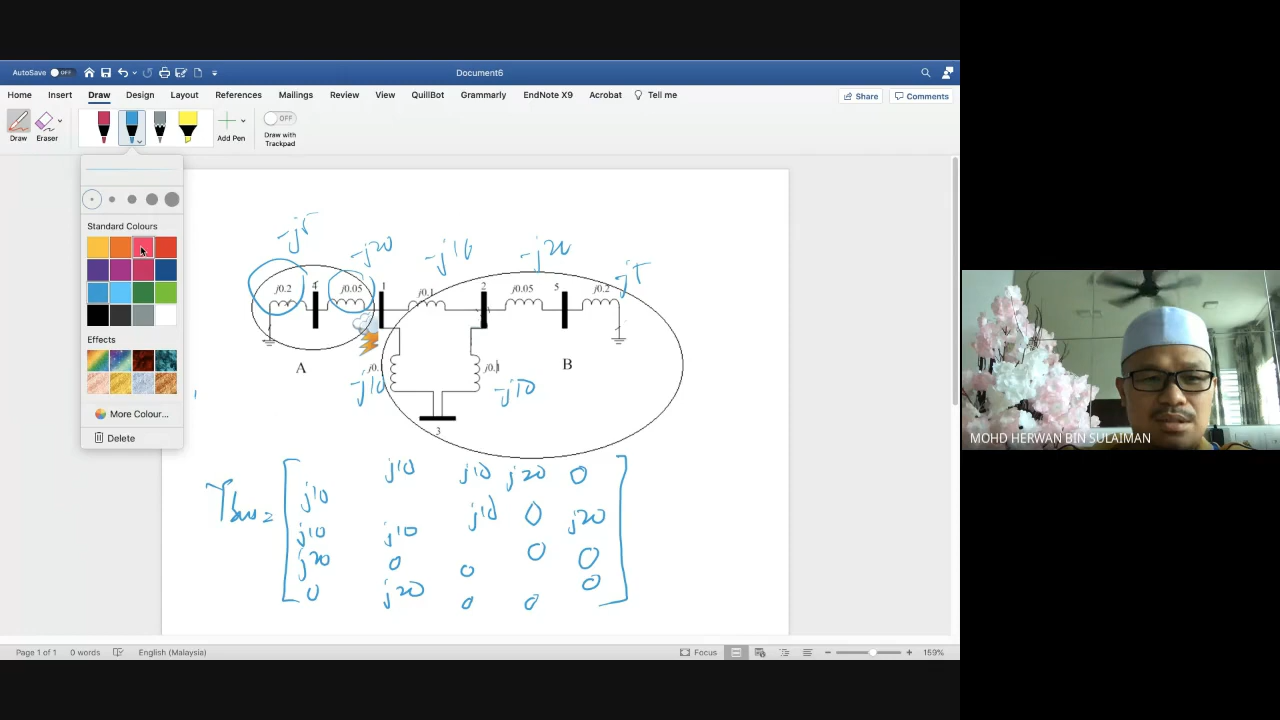 AutoSave OFF
Document6
Home Insert Draw Design Layout References Mailings Review View QuillBot Grammarly EndNote X9 Acrobat Tell me
Share Comments
Draw Eraser Add Pen OFF Draw with Trackpad
Standard Colours
Effects
More Colour...
Delete
-j5
-j20
-j10
-j20
j0.2 4 j0.05 1 j0.1 2 j0.05 5 j0.2
A
B
j0. j0.1
-j10
-j10
3
j10 j10 j20 0
j10 j10 0 j20
Ybus =
j10 j10 0 0
j20 0 0 0
0 j20 0 0
Page 1 of 1 0 words English (Malaysia) Focus 159%
MOHD HERWAN BIN SULAIMAN